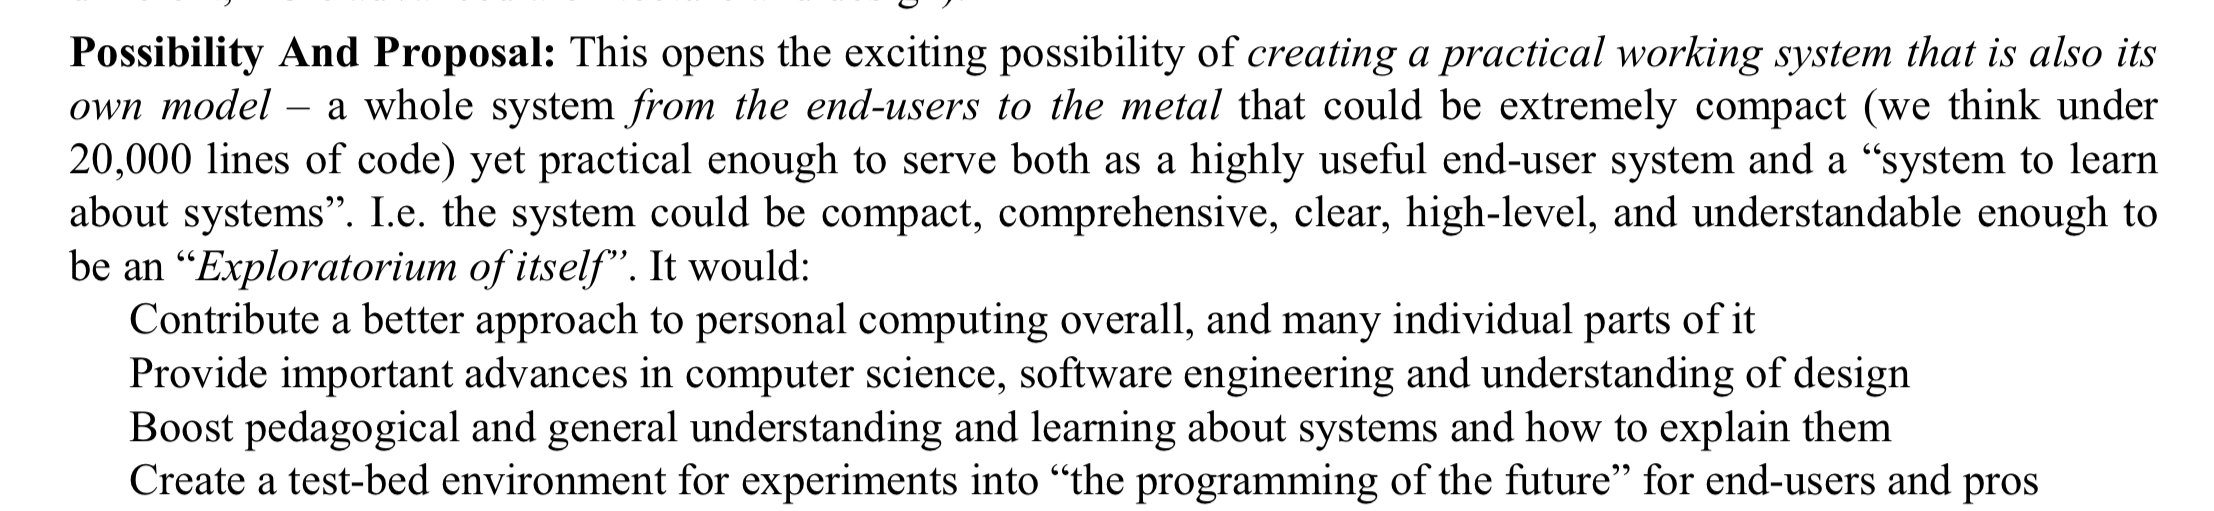 Possibility And Proposal: This opens the exciting possibility of creating a practical working system that is also its
own model – a whole system from the end-users to the metal that could be extremely compact (we think under
20,000 lines of code) yet practical enough to serve both as a highly useful end-user system and a “system to learn
about systems”. I.e. the system could be compact, comprehensive, clear, high-level, and understandable enough to
be an “Exploratorium of itself”. It would:
Contribute a better approach to personal computing overall, and many individual parts of it
Provide important advances in computer science, software engineering and understanding of design
Boost pedagogical and general understanding and learning about systems and how to explain them
Create a test-bed environment for experiments into “the programming of the future” for end-users and pros